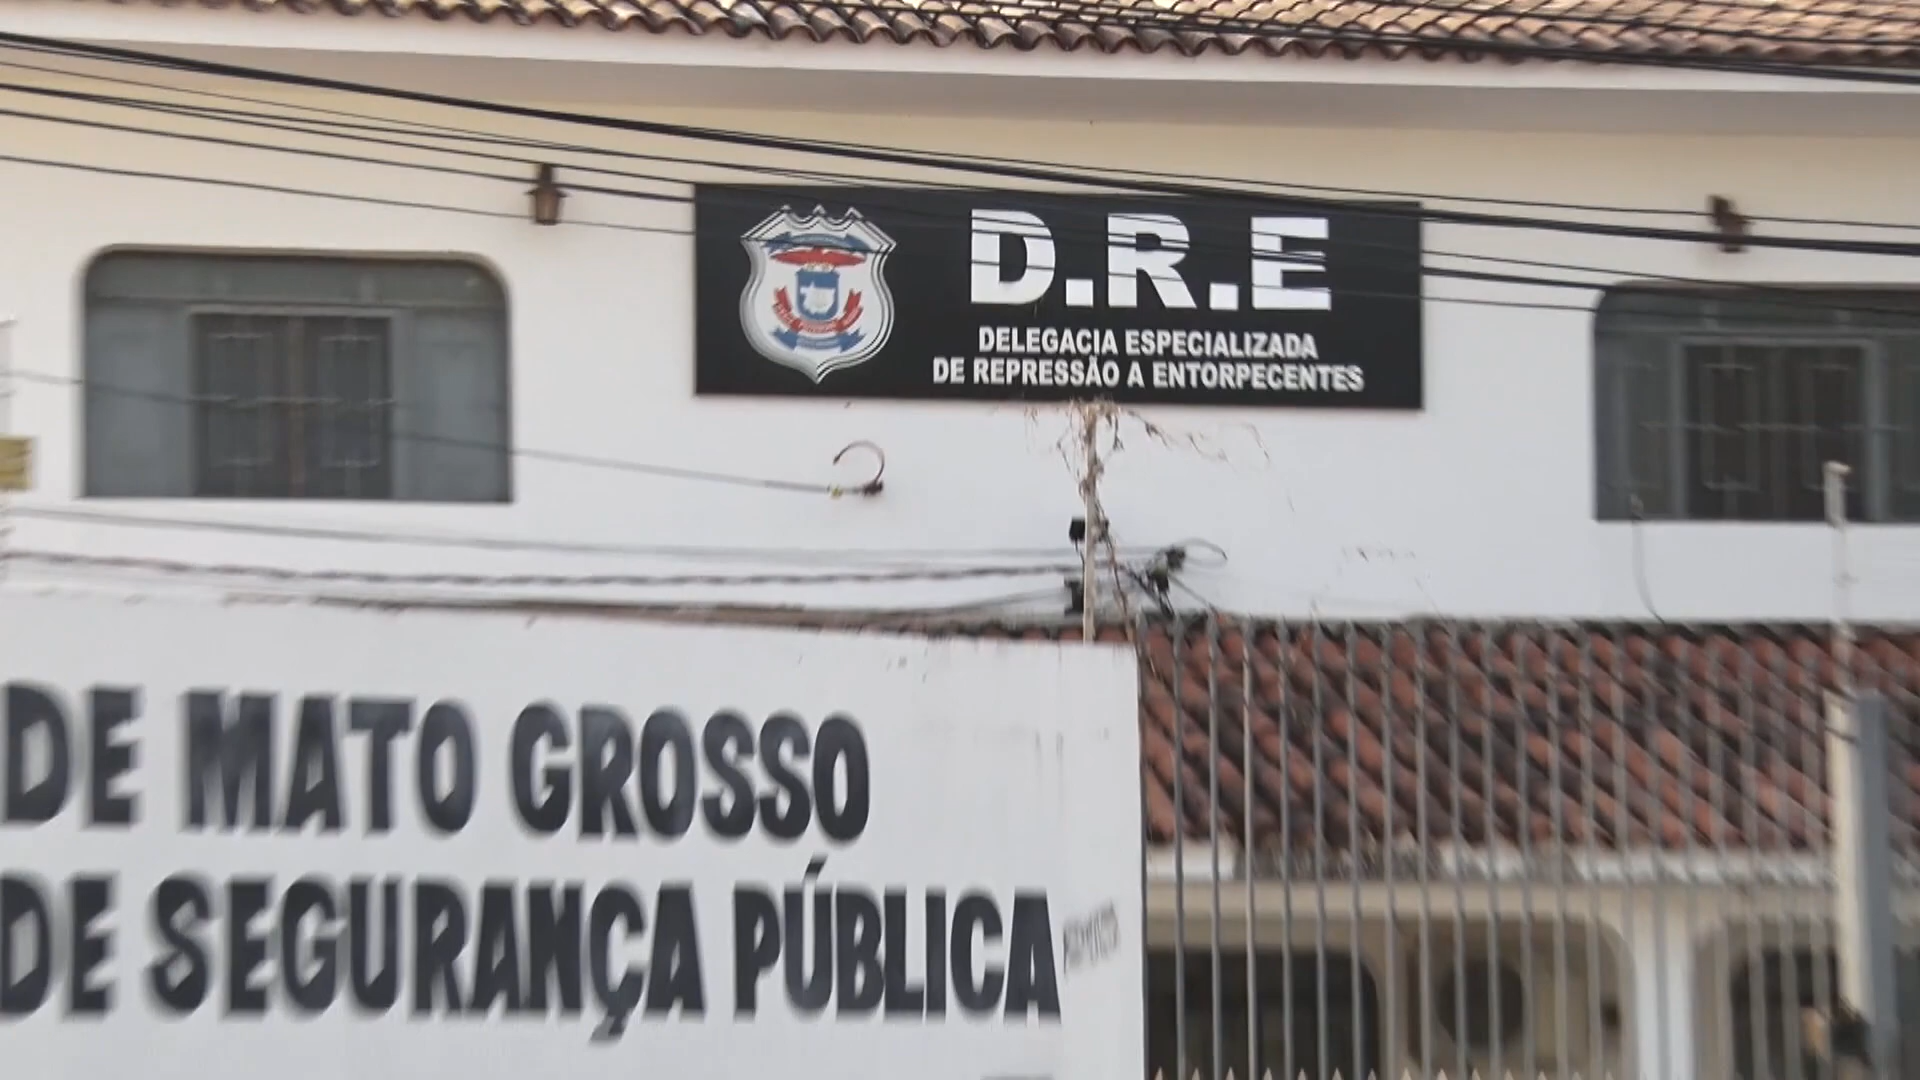 D.R.E
DELEGACIA ESPECIALIZADA
DE REPRESSÃO A ENTORPECENTES
DE MATO GROSSO
DE SEGURANÇA PÚBLICA